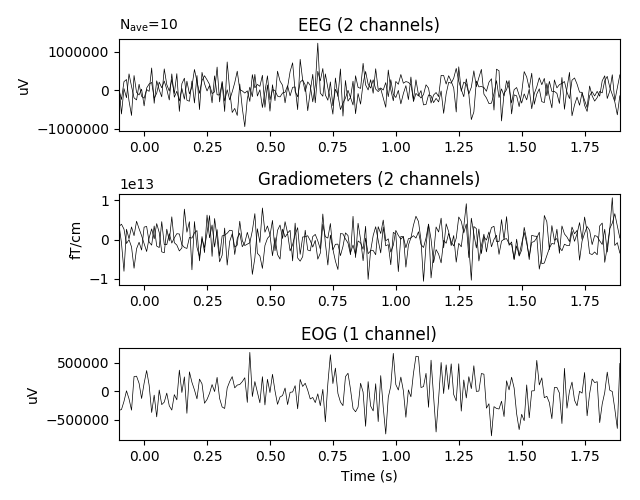 N_ave=10
EEG (2 channels)
1000000
0
−1000000
uV
0.00 0.25 0.50 0.75 1.00 1.25 1.50 1.75
1e13
Gradiometers (2 channels)
1
0
−1
fT/cm
0.00 0.25 0.50 0.75 1.00 1.25 1.50 1.75
EOG (1 channel)
500000
0
−500000
uV
0.00 0.25 0.50 0.75 1.00 1.25 1.50 1.75
Time (s)